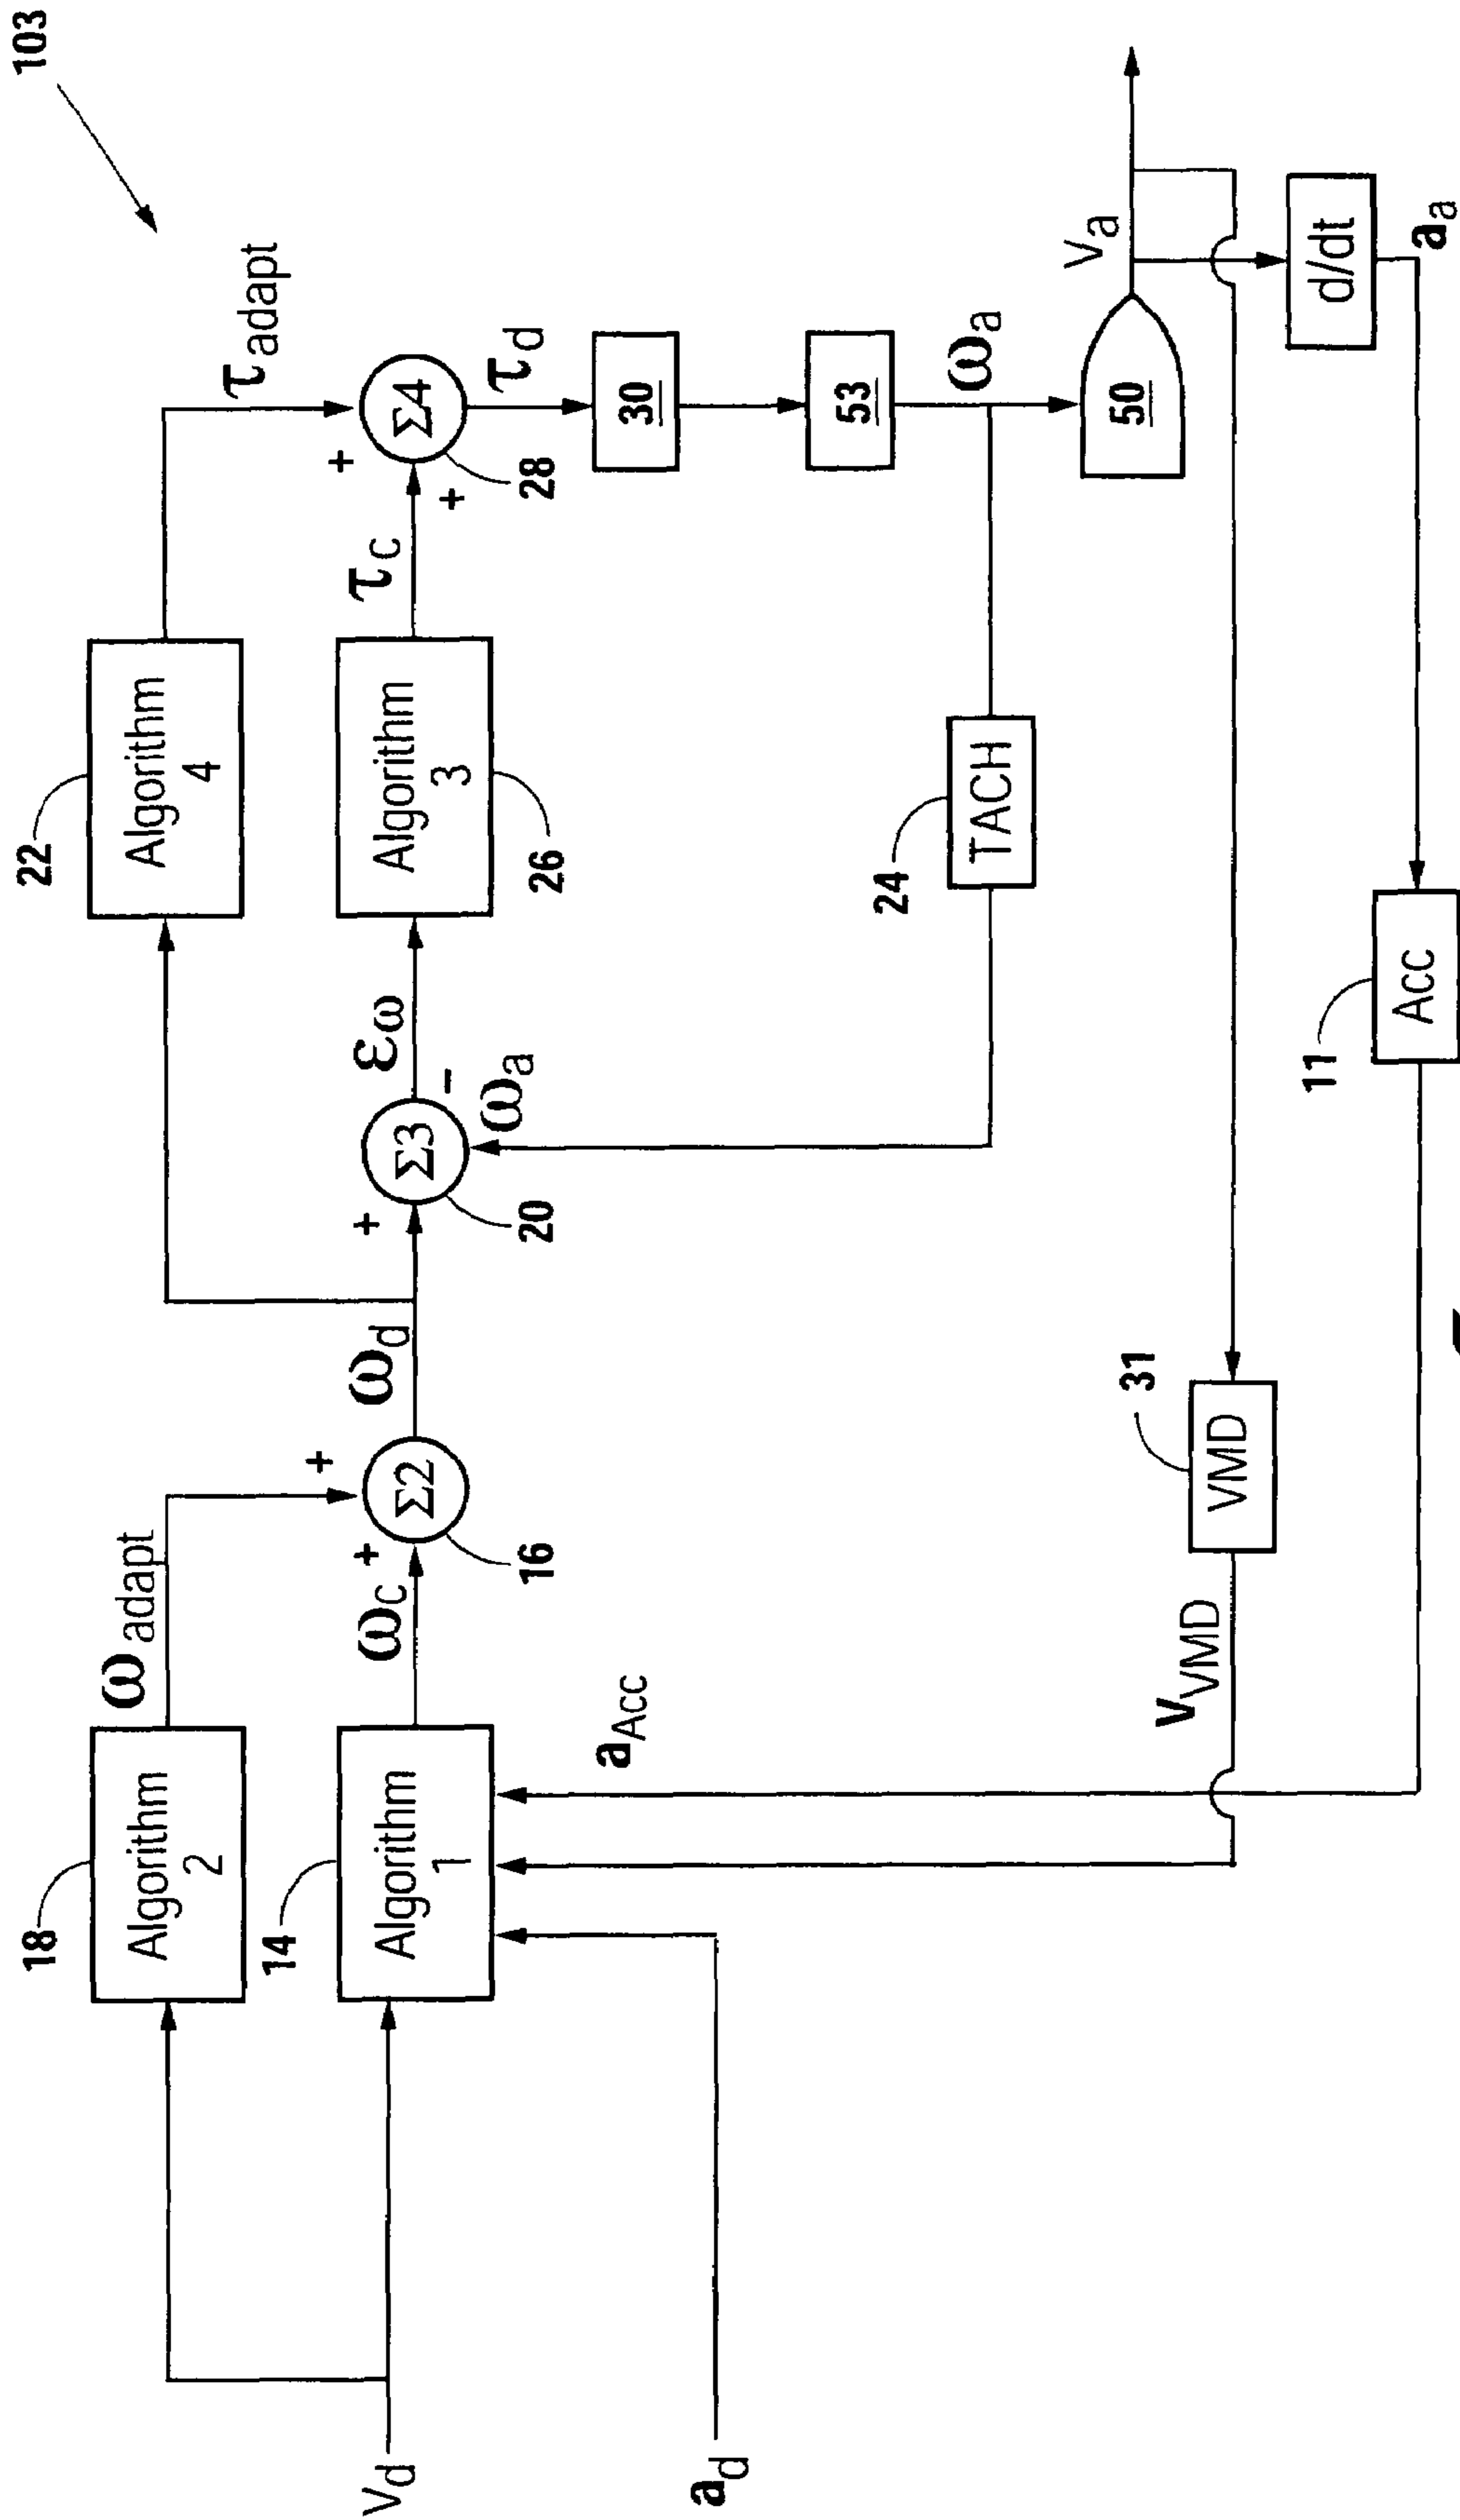 103
22
Algorithm
4
τadapt
18
Algorithm
2
ωadapt
+
+
14
Algorithm
1
ωc
+
Σ2
16
ωd
+
Σ3
20
-
εω
ωa
26
Algorithm
3
τc
+
Σ4
28
τd
30
53
ωa
50
Va
24
TACH
Vd
ad
aAcc
VVMD
31
VMD
11
Acc
d/dt
aa